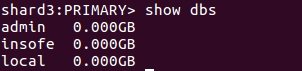 shard3:PRIMARY> show dbs
admin   0.000GB
insofe  0.000GB
local   0.000GB